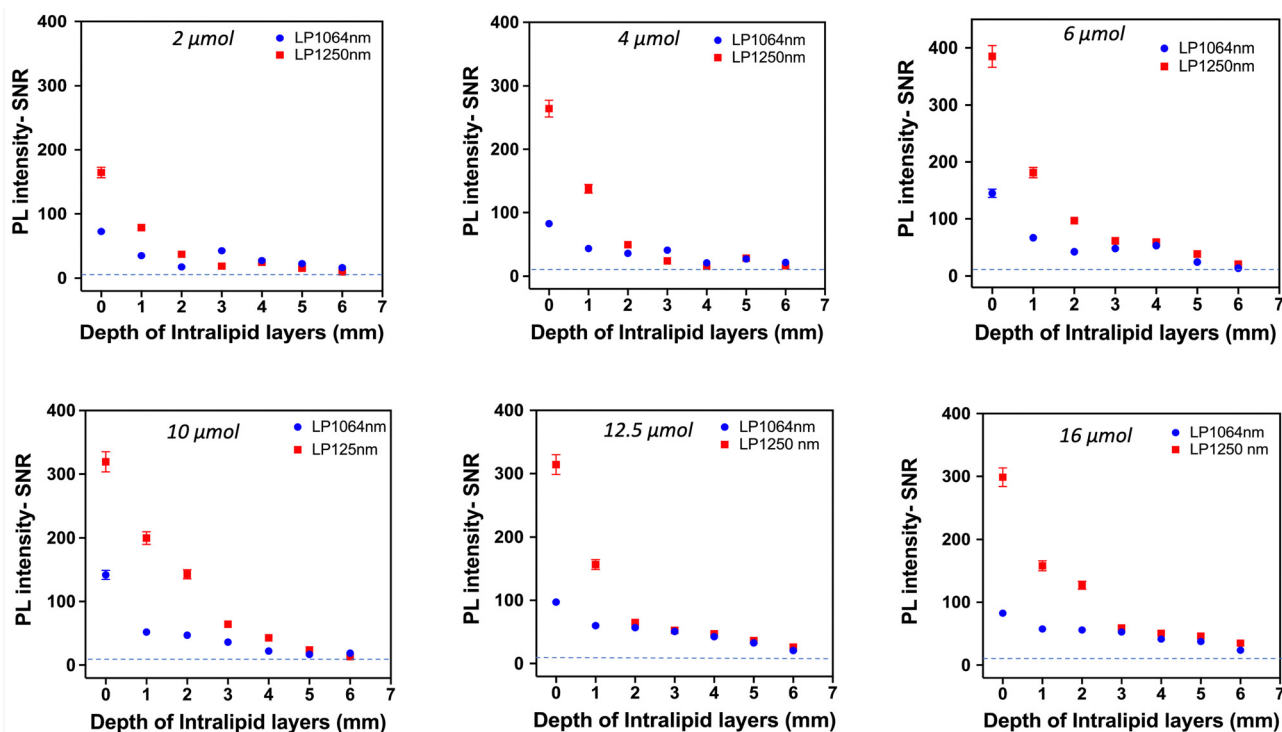 2 µmol
LP1064nm
LP1250nm
PL intensity- SNR
400
300
200
100
0
0 1 2 3 4 5 6 7
Depth of Intralipid layers (mm)
4 µmol
LP1064nm
LP1250nm
PL intensity- SNR
400
300
200
100
0
0 1 2 3 4 5 6 7
Depth of Intralipid layers (mm)
6 µmol
LP1064nm
LP1250nm
PL intensity- SNR
400
300
200
100
0
0 1 2 3 4 5 6 7
Depth of Intralipid layers (mm)
10 µmol
LP1064nm
LP125nm
PL intensity- SNR
400
300
200
100
0
0 1 2 3 4 5 6 7
Depth of Intralipid layers (mm)
12.5 µmol
LP1064nm
LP1250 nm
PL intensity- SNR
400
300
200
100
0
0 1 2 3 4 5 6 7
Depth of Intralipid layers (mm)
16 µmol
LP1064nm
LP1250 nm
PL intensity- SNR
400
300
200
100
0
0 1 2 3 4 5 6 7
Depth of Intralipid layers (mm)